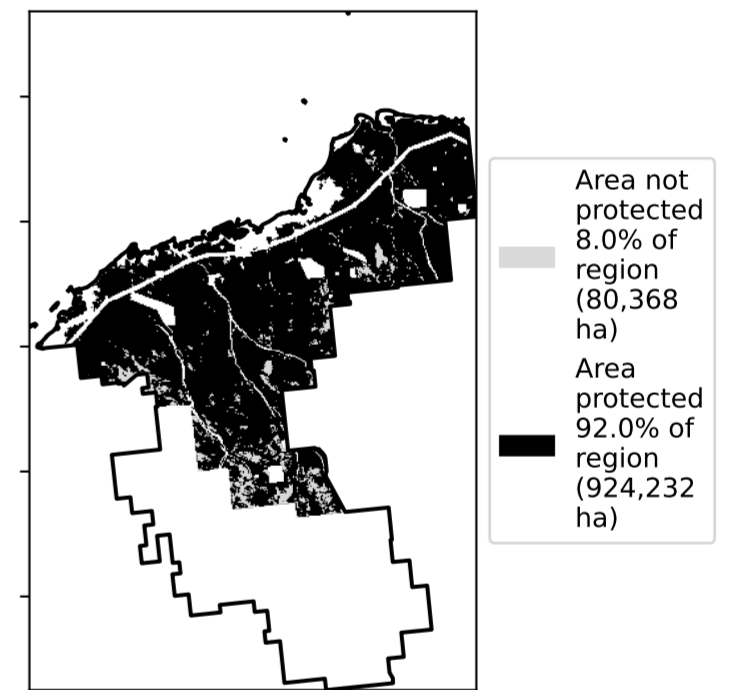 Area not
protected
8.0% of
region
(80,368
ha)
Area
protected
92.0% of
region
(924,232
ha)